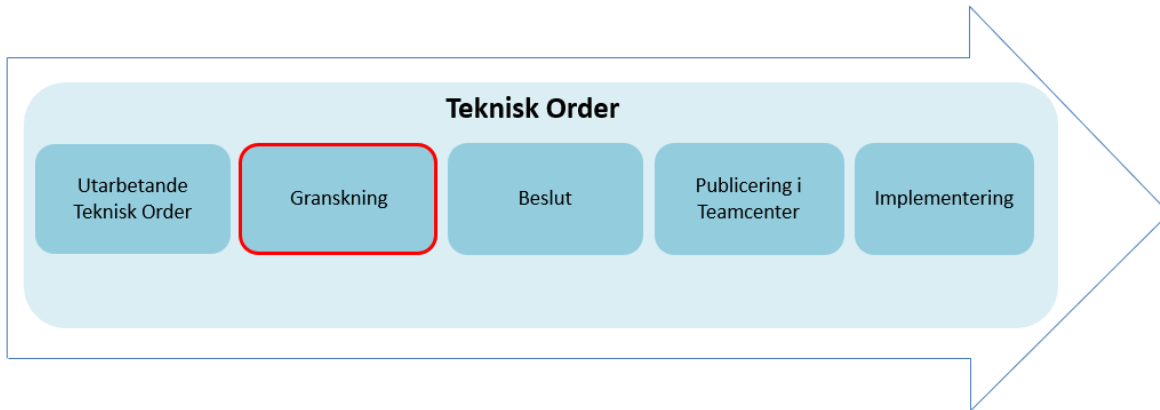 Teknisk Order
Utarbetande
Teknisk Order
Granskning
Beslut
Publicering i
Teamcenter
Implementering